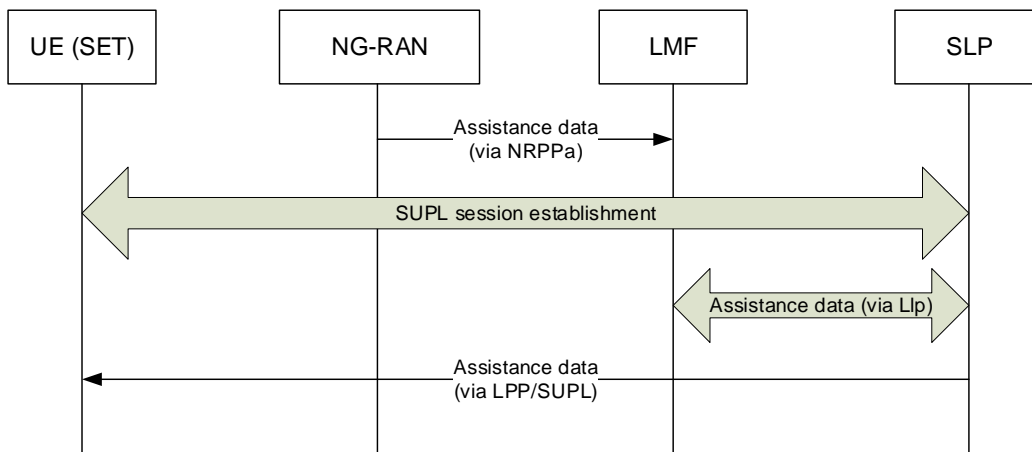 UE (SET)
NG-RAN
LMF
SLP
Assistance data
(via NRPPa)
SUPL session establishment
Assistance data (via Llp)
Assistance data
(via LPP/SUPL)